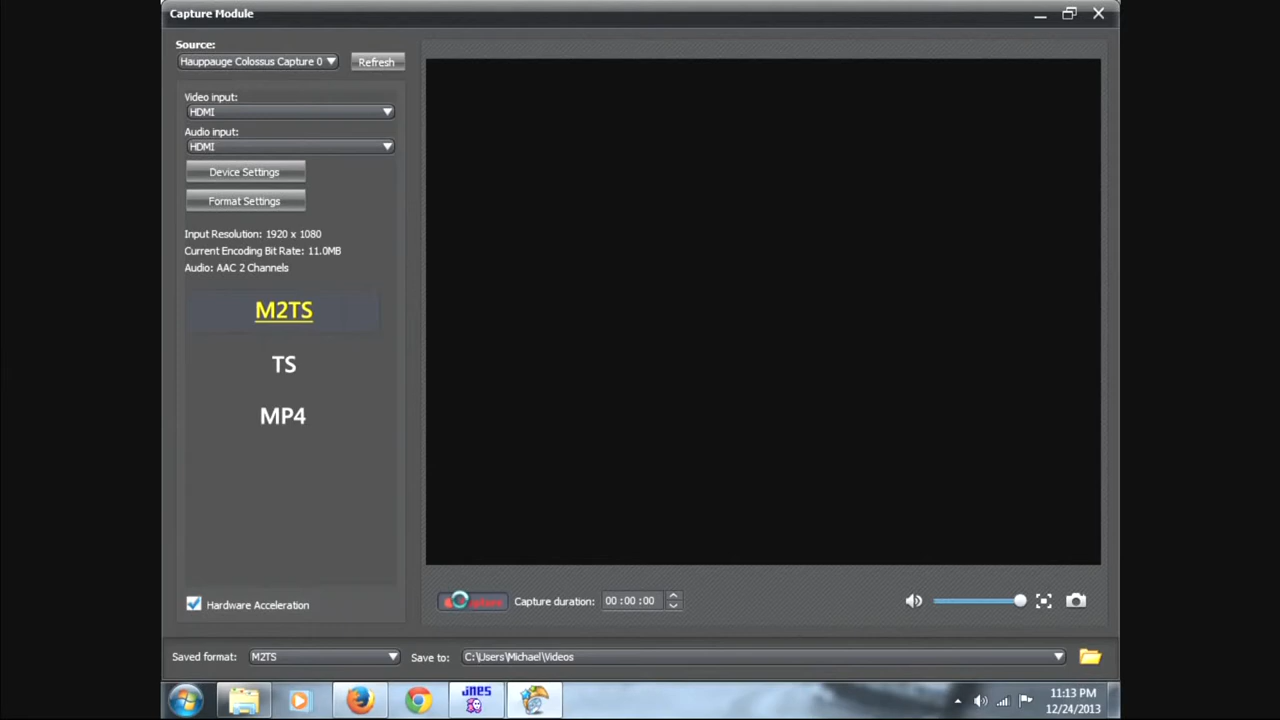 Capture Module
Source:
Hauppauge Colossus Capture 0
Refresh
Video input:
HDMI
Audio input:
HDMI
Device Settings
Format Settings
Input Resolution: 1920 x 1080
Current Encoding Bit Rate: 11.0MB
Audio: AAC 2 Channels
M2TS
TS
MP4
Hardware Acceleration
Capture duration: 00 :00 :00
Saved format: M2TS
Save to: C:\Users\Michael\Videos
jnes
11:13 PM
12/24/2013